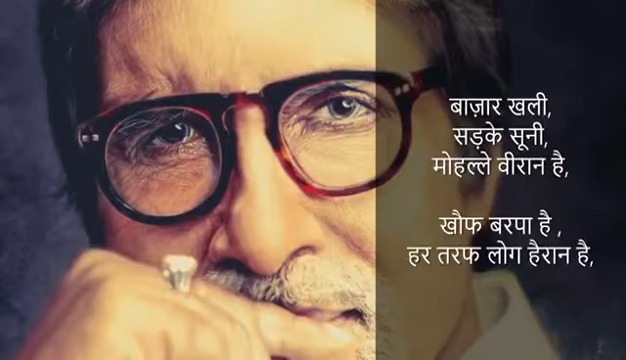 बाज़ार खली,
सड़के सूनी,
मोहल्ले वीरान है,
खौफ बरपा है ,
हर तरफ लोग हैरान है,